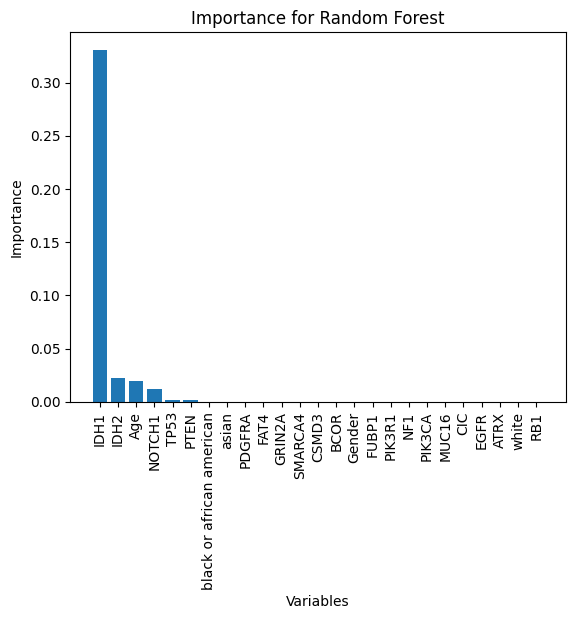 Importance for Random Forest
Importance
0.30
0.25
0.20
0.15
0.10
0.05
0.00
IDH1
IDH2
Age
NOTCH1
TP53
PTEN
black or african american
asian
PDGFRA
FAT4
GRIN2A
SMARCA4
CSMD3
BCOR
Gender
FUBP1
PIK3R1
NF1
PIK3CA
MUC16
CIC
EGFR
ATRX
white
RB1
Variables